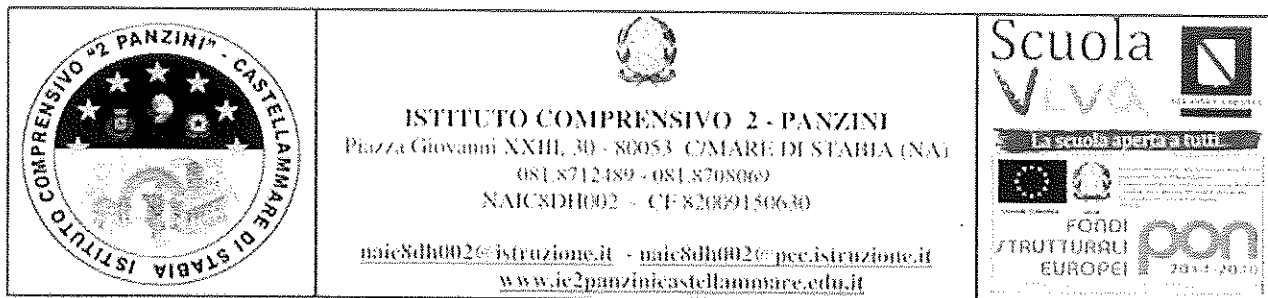 ISTITUTO COMPRENSIVO "2 PANZINI" - CASTELLAMMARE DI STABIA
ISTITUTO COMPRENSIVO 2 - PANZINI
Piazza Giovanni XXIII, 30 - 80053 C/MARE DI STABIA (NA)
081.8712489 - 081.8708069
NAIC8DH002 - CF 82009150630
naic8dh002@istruzione.it - naic8dh002@pec.istruzione.it
www.ic2panzinicastellammare.edu.it
Scuola
Viva
La scuola aperta a tutti
FONDI
STRUTTURALI
EUROPEI
pon